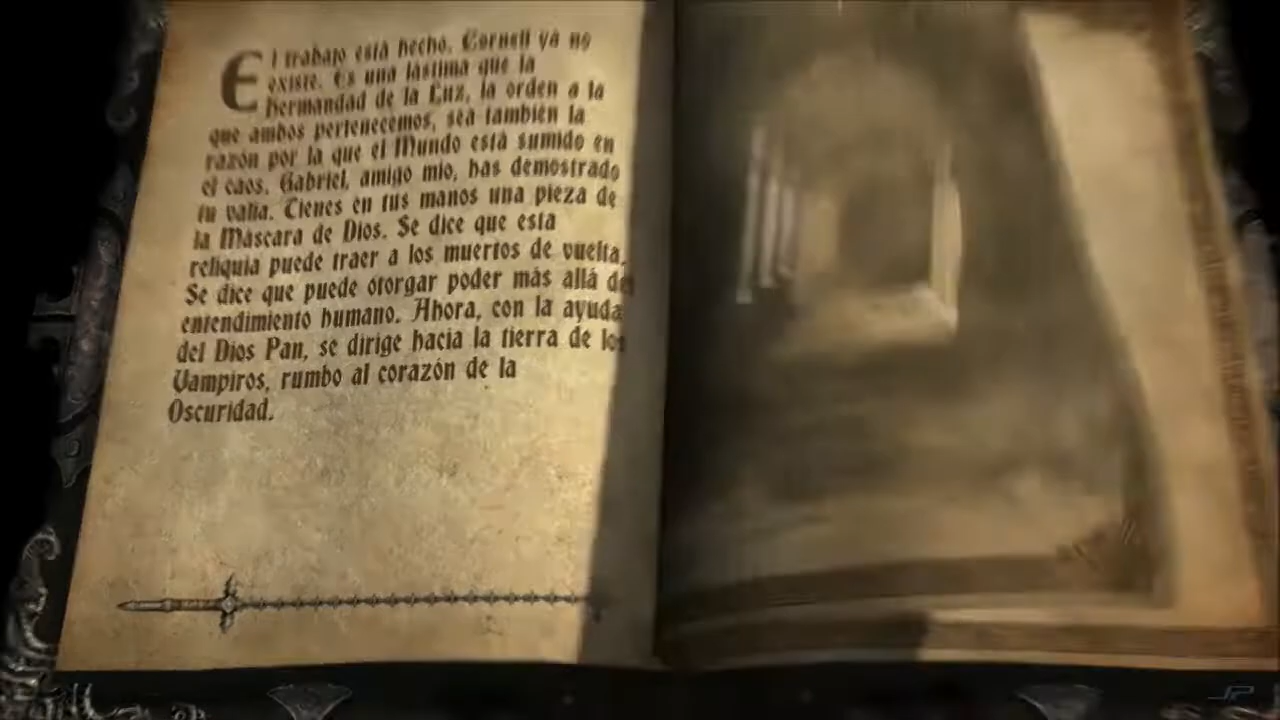 El trabajo está hecho. Cornell ya no
existe. Es una lástima que la
hermandad de la Luz, la orden a la
que ambos pertenecemos, sea también la
razón por la que el Mundo está sumido en
el caos. Gabriel, amigo mío, has demostrado
tu valía. Tienes en tus manos una pieza de
la Máscara de Dios. Se dice que esta
reliquia puede traer a los muertos de vuelta.
Se dice que puede otorgar poder más allá del
entendimiento humano. Ahora, con la ayuda
del Dios Pan, se dirige hacia la tierra de los
Vampiros, rumbo al corazón de la
Oscuridad.